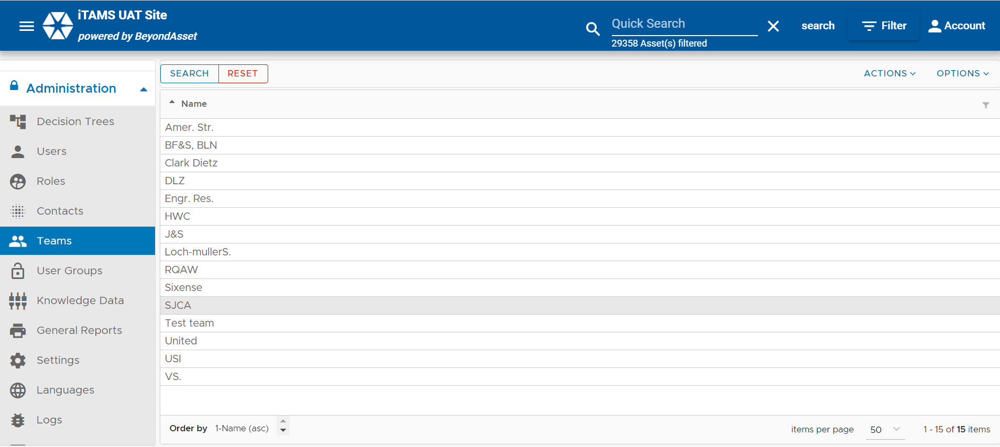 iTAMS UAT Site
powered by BeyondAsset
Quick Search
29358 Asset(s) filtered
search
Filter
Account
Administration
Decision Trees
Users
Roles
Contacts
Teams
User Groups
Knowledge Data
General Reports
Settings
Languages
Logs
SEARCH
RESET
ACTIONS
OPTIONS
Name
Amer. Str.
BF&S, BLN
Clark Dietz
DLZ
Engr. Res.
HWC
J&S
Loch-mullerS.
RQAW
Sixense
SJCA
Test team
United
USI
VS.
Order by 1-Name (asc)
items per page 50 1 - 15 of 15 items